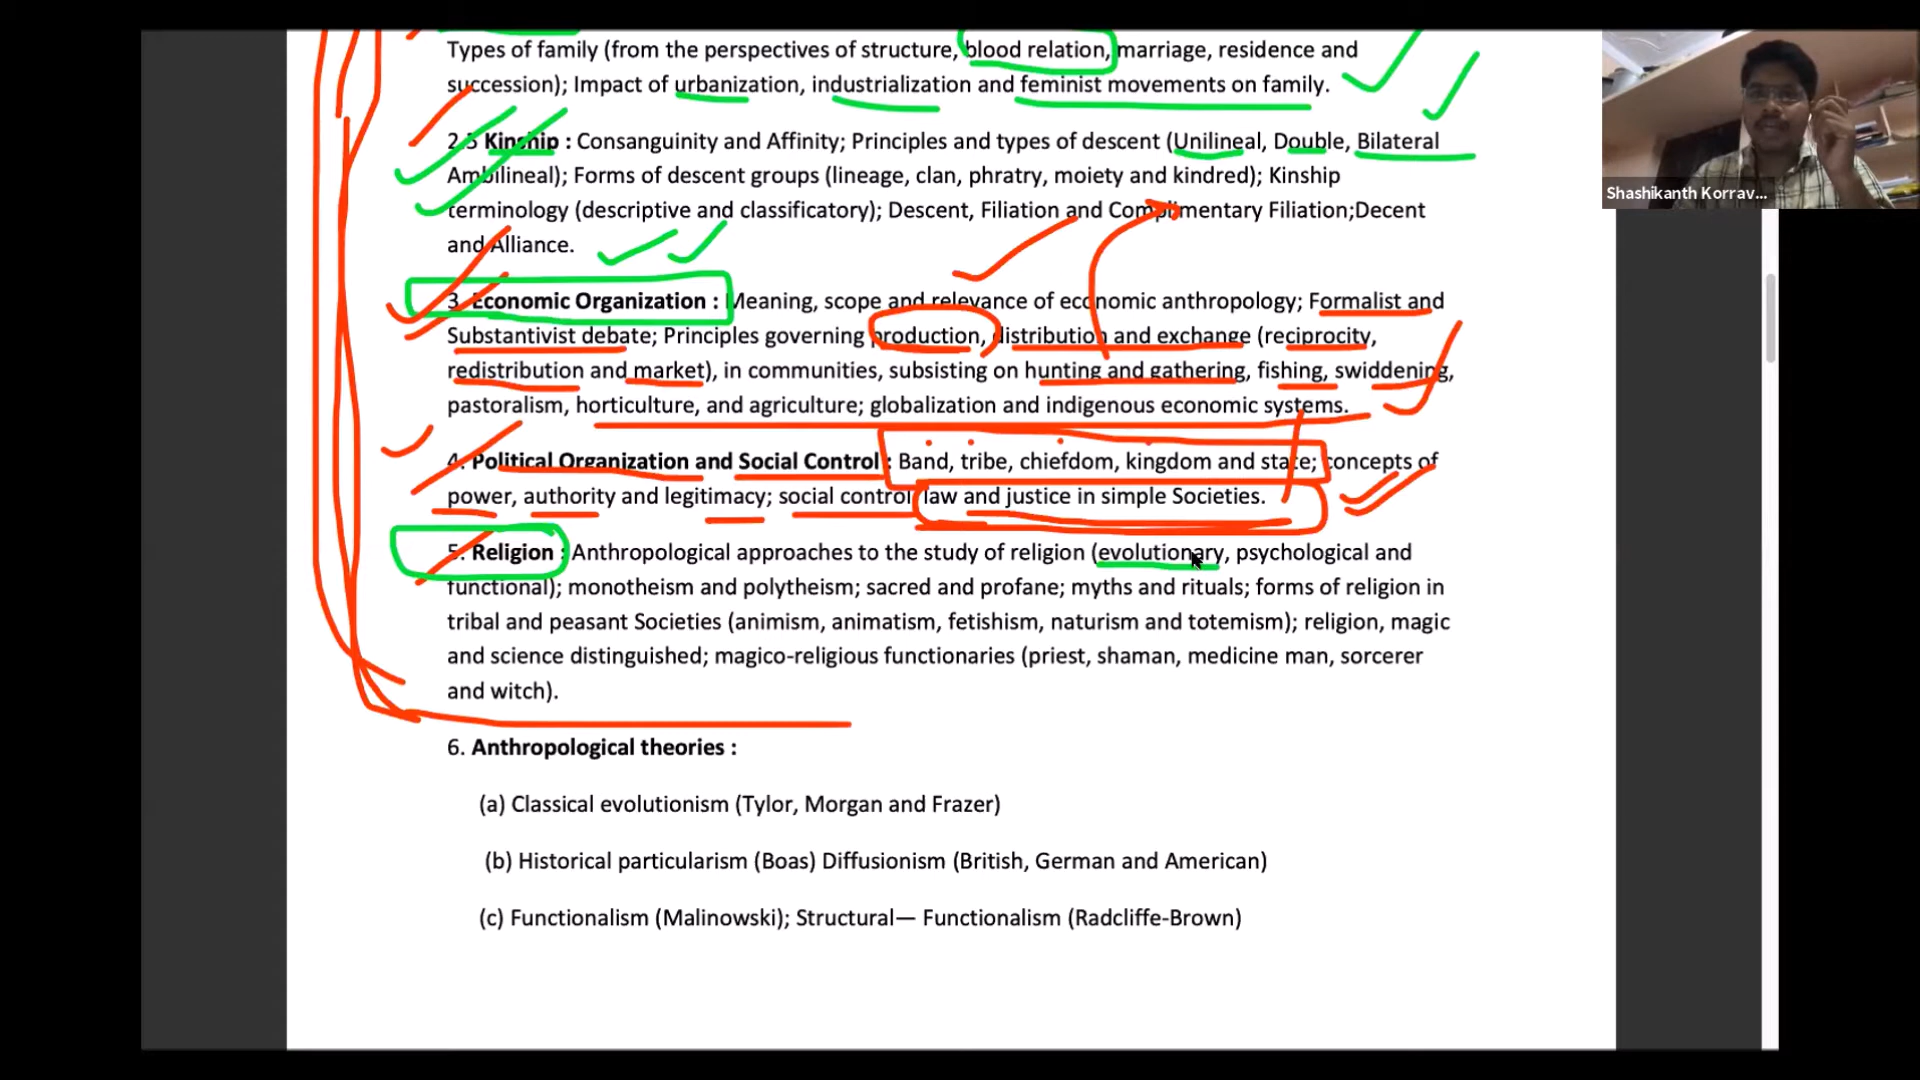 Types of family (from the perspectives of structure, blood relation, marriage, residence and
succession); Impact of urbanization, industrialization and feminist movements on family.
2.5 Kinship : Consanguinity and Affinity; Principles and types of descent (Unilineal, Double, Bilateral
Ambilineal); Forms of descent groups (lineage, clan, phratry, moiety and kindred); Kinship
terminology (descriptive and classificatory); Descent, Filiation and Complimentary Filiation;Decent
and Alliance.
3. Economic Organization : Meaning, scope and relevance of economic anthropology; Formalist and
Substantivist debate; Principles governing production, distribution and exchange (reciprocity,
redistribution and market), in communities, subsisting on hunting and gathering, fishing, swiddening,
pastoralism, horticulture, and agriculture; globalization and indigenous economic systems.
4. Political Organization and Social Control : Band, tribe, chiefdom, kingdom and state; concepts of
power, authority and legitimacy; social control, law and justice in simple Societies.
5. Religion : Anthropological approaches to the study of religion (evolutionary, psychological and
functional); monotheism and polytheism; sacred and profane; myths and rituals; forms of religion in
tribal and peasant Societies (animism, animatism, fetishism, naturism and totemism); religion, magic
and science distinguished; magico-religious functionaries (priest, shaman, medicine man, sorcerer
and witch).
6. Anthropological theories :
(a) Classical evolutionism (Tylor, Morgan and Frazer)
(b) Historical particularism (Boas) Diffusionism (British, German and American)
(c) Functionalism (Malinowski); Structural— Functionalism (Radcliffe-Brown)
Shashikanth Korrav...